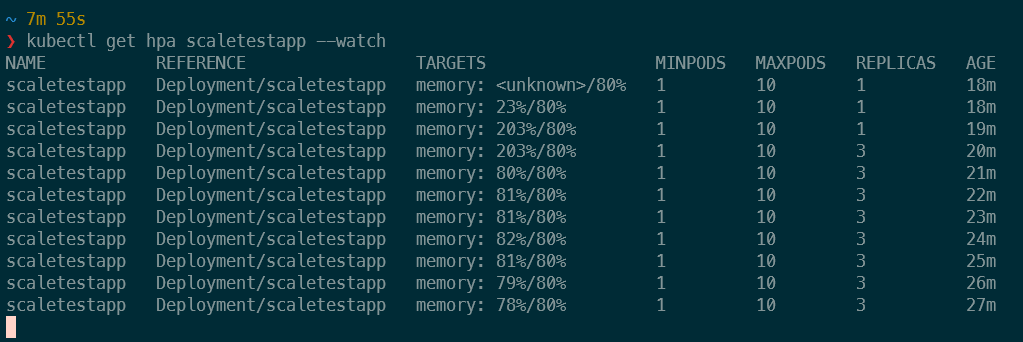 ~ 7m 55s
❯ kubectl get hpa scaletestapp --watch
NAME REFERENCE TARGETS MINPODS MAXPODS REPLICAS AGE
scaletestapp Deployment/scaletestapp memory: <unknown>/80% 1 10 1 18m
scaletestapp Deployment/scaletestapp memory: 23%/80% 1 10 1 18m
scaletestapp Deployment/scaletestapp memory: 203%/80% 1 10 1 19m
scaletestapp Deployment/scaletestapp memory: 203%/80% 1 10 3 20m
scaletestapp Deployment/scaletestapp memory: 80%/80% 1 10 3 21m
scaletestapp Deployment/scaletestapp memory: 81%/80% 1 10 3 22m
scaletestapp Deployment/scaletestapp memory: 81%/80% 1 10 3 23m
scaletestapp Deployment/scaletestapp memory: 82%/80% 1 10 3 24m
scaletestapp Deployment/scaletestapp memory: 81%/80% 1 10 3 25m
scaletestapp Deployment/scaletestapp memory: 79%/80% 1 10 3 26m
scaletestapp Deployment/scaletestapp memory: 78%/80% 1 10 3 27m